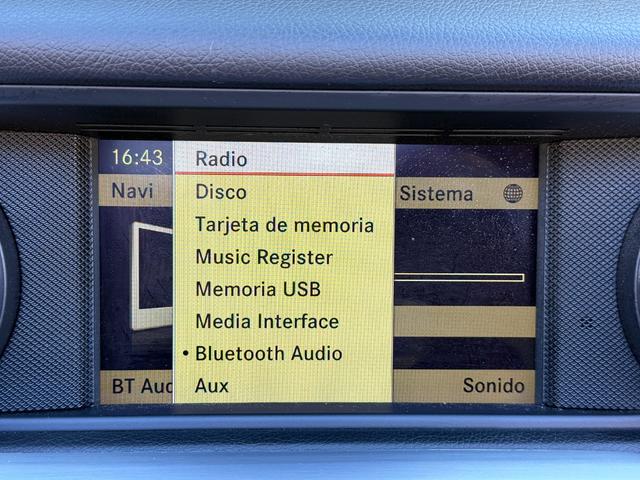 16:43
Radio
Navi
Disco
Sistema
Tarjeta de memoria
Music Register
Memoria USB
Media Interface
• Bluetooth Audio
BT Aud
Aux
Sonido